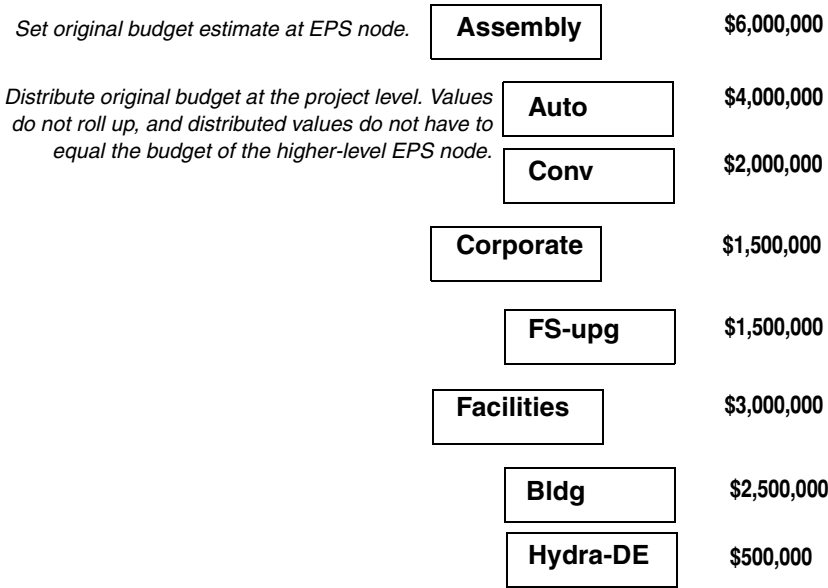 Set original budget estimate at EPS node.
Assembly
$6,000,000
Distribute original budget at the project level. Values
do not roll up, and distributed values do not have to
equal the budget of the higher-level EPS node.
Auto
$4,000,000
Conv
$2,000,000
Corporate
$1,500,000
FS-upg
$1,500,000
Facilities
$3,000,000
Bldg
$2,500,000
Hydra-DE
$500,000